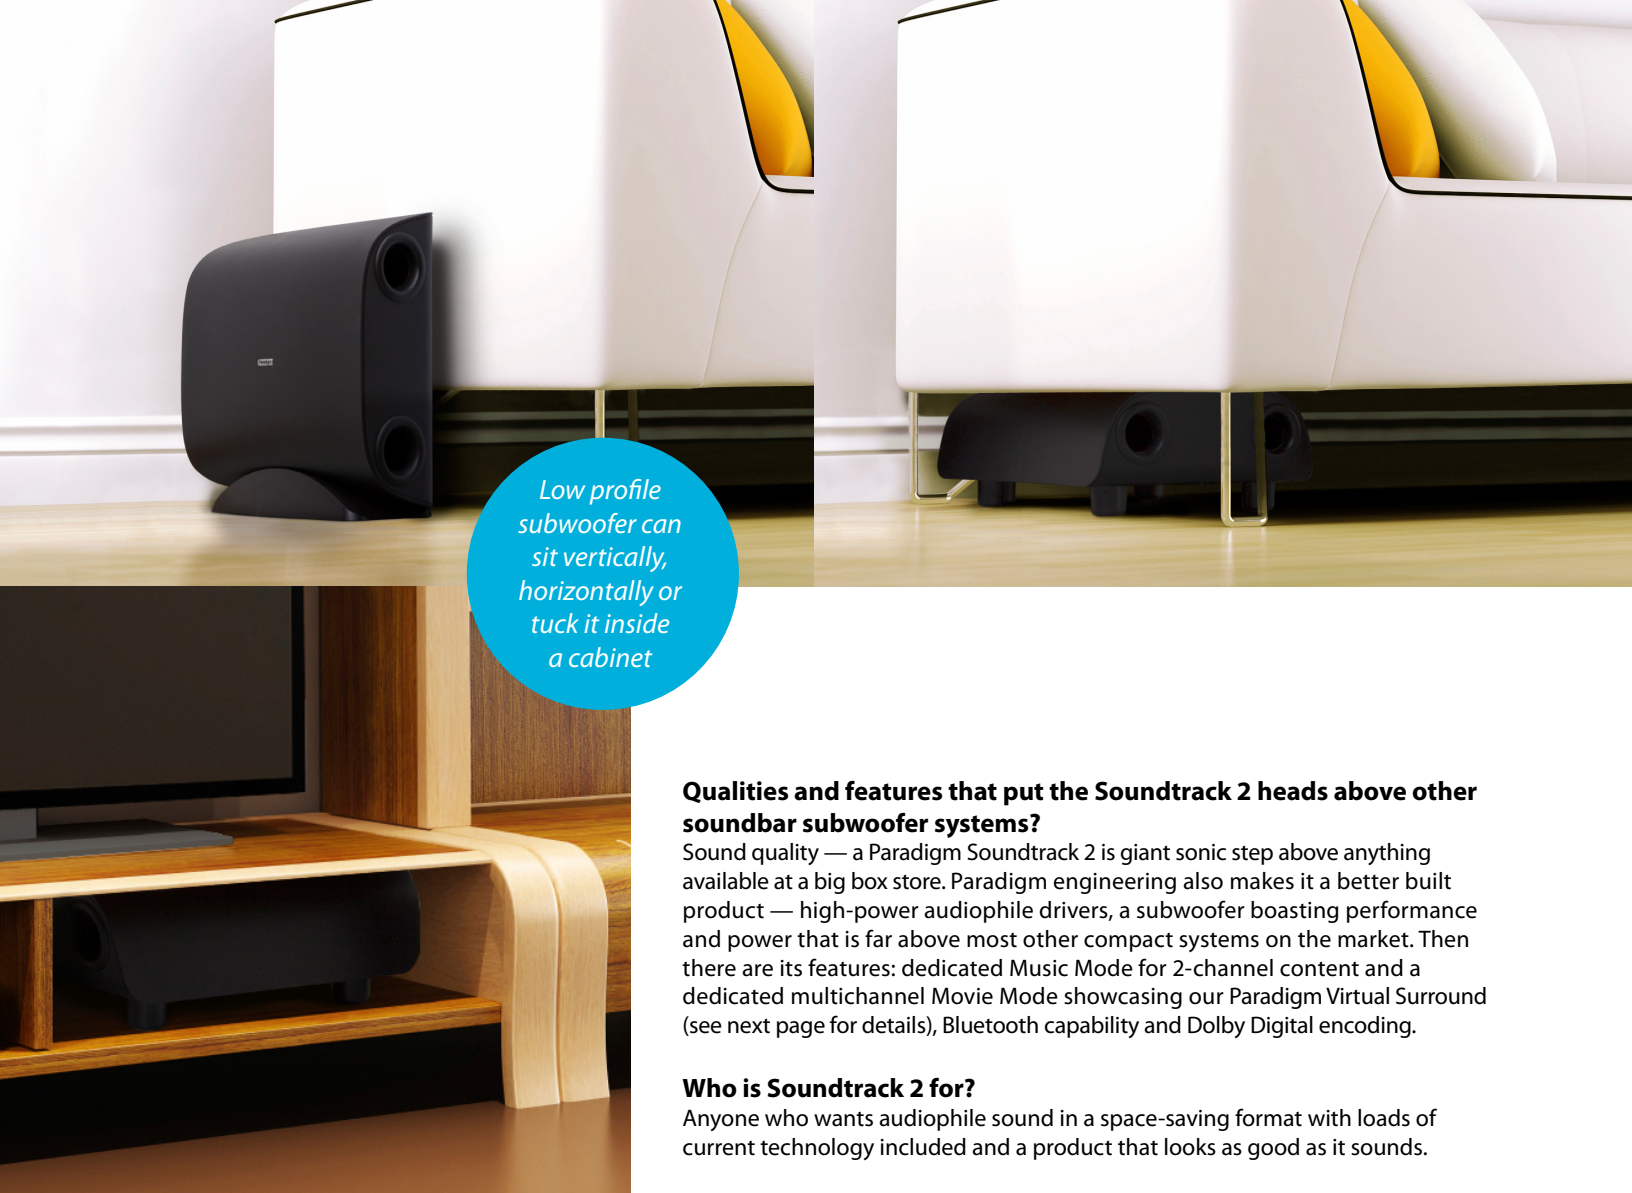 Low profile
subwoofer can
sit vertically,
horizontally or
tuck it inside
a cabinet
Qualities and features that put the Soundtrack 2 heads above other
soundbar subwoofer systems?
Sound quality — a Paradigm Soundtrack 2 is giant sonic step above anything
available at a big box store. Paradigm engineering also makes it a better built
product — high-power audiophile drivers, a subwoofer boasting performance
and power that is far above most other compact systems on the market. Then
there are its features: dedicated Music Mode for 2-channel content and a
dedicated multichannel Movie Mode showcasing our Paradigm Virtual Surround
(see next page for details), Bluetooth capability and Dolby Digital encoding.
Who is Soundtrack 2 for?
Anyone who wants audiophile sound in a space-saving format with loads of
current technology included and a product that looks as good as it sounds.